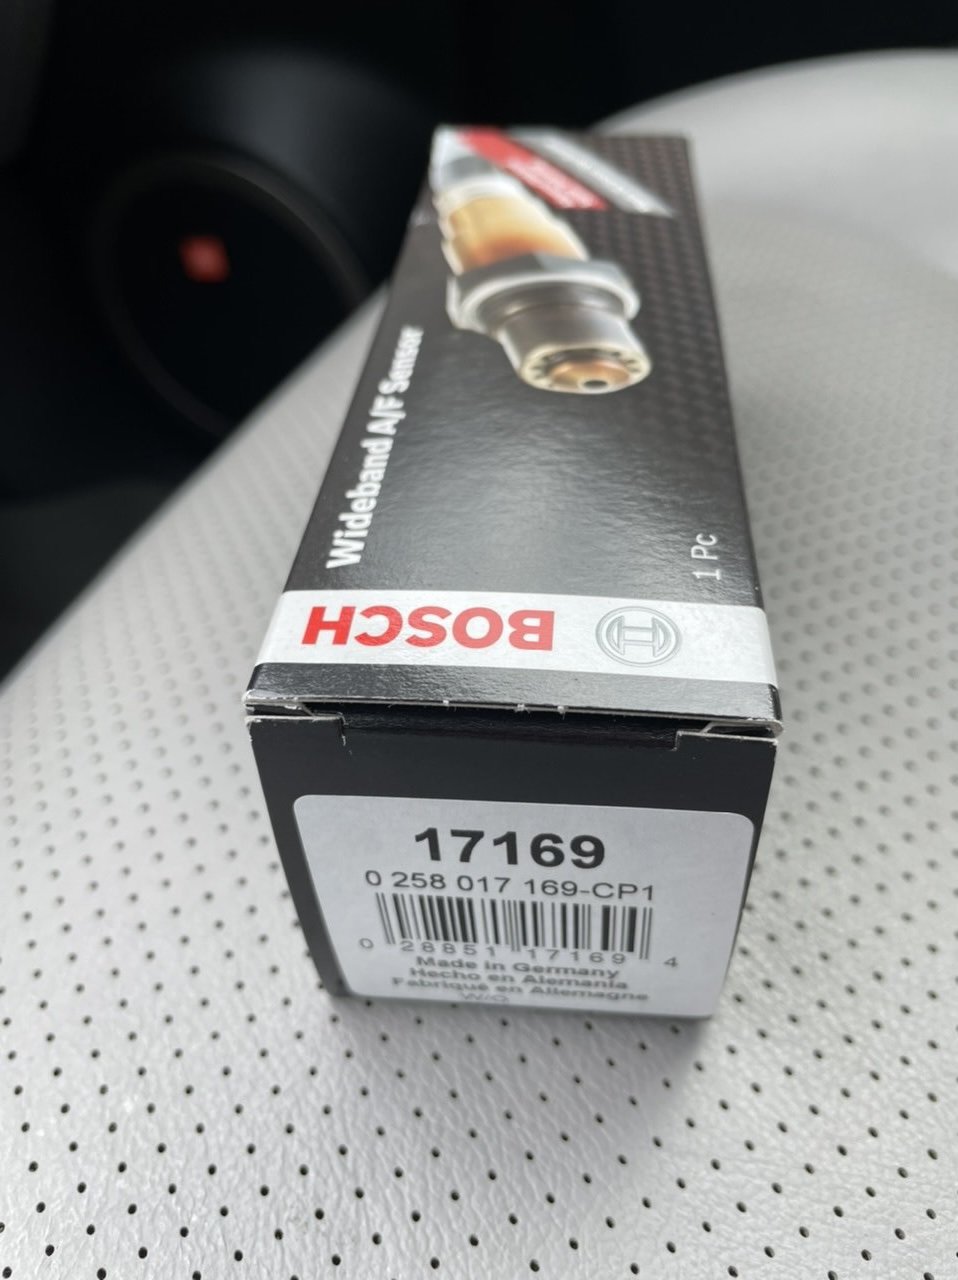 Wideband A/F Sensor
1 Pc
BOSCH
17169
0 258 017 169-CP1
0 28851 17169 4
Made in Germany
Hecho en Alemania
Fabriqué en Allemagne